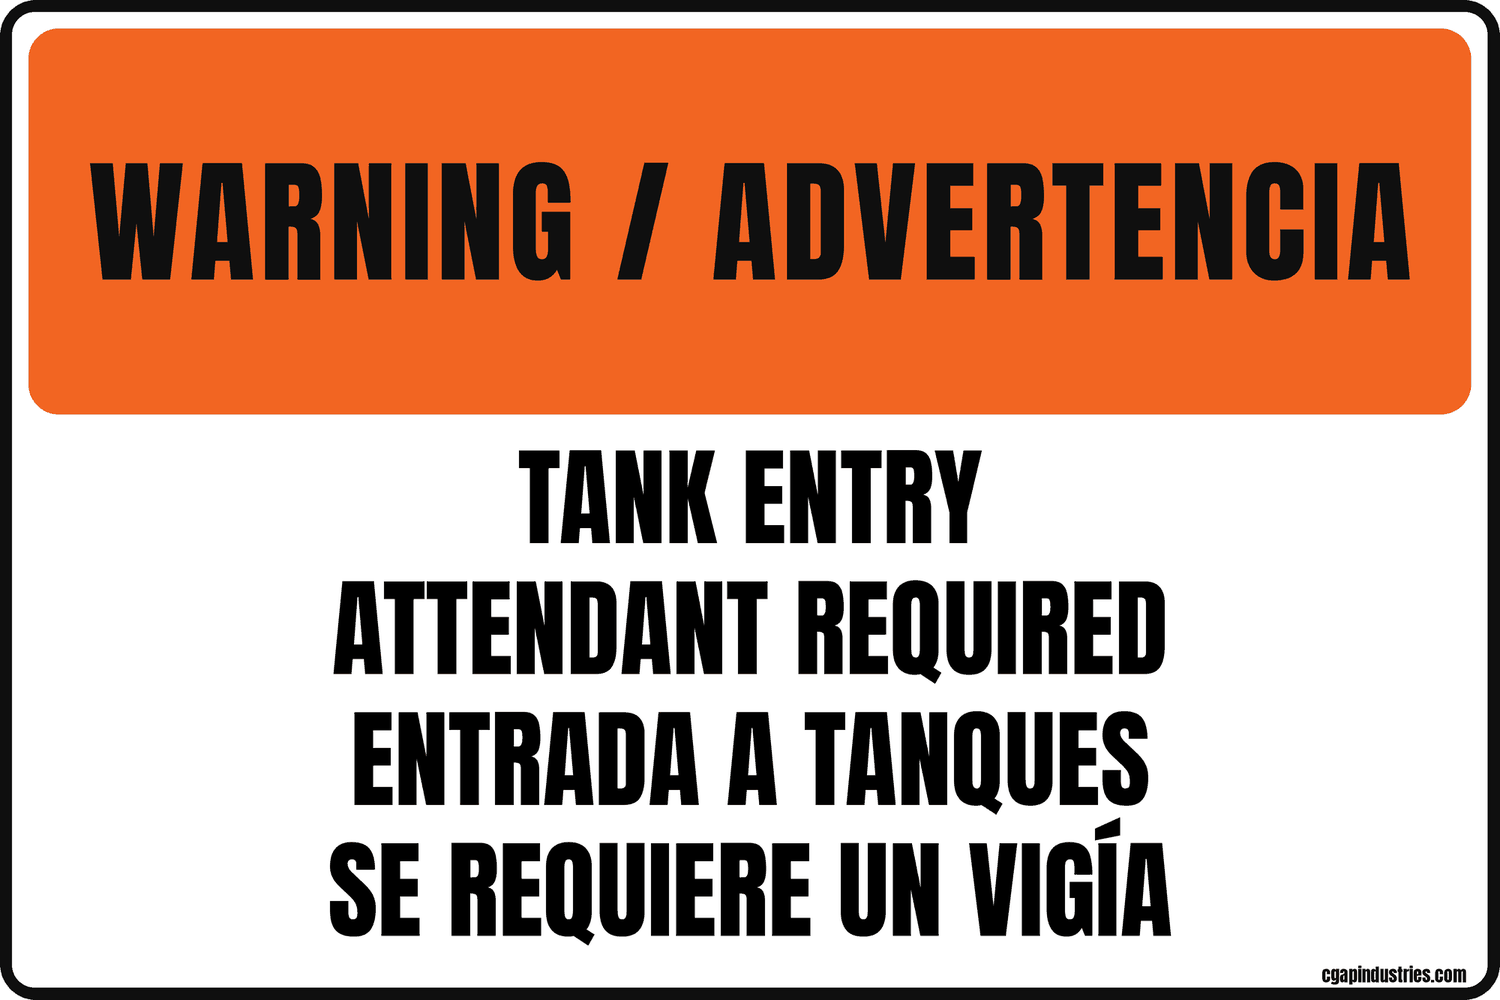 WARNING / ADVERTENCIA
TANK ENTRY
ATTENDANT REQUIRED
ENTRADA A TANQUES
SE REQUIERE UN VIGÍA
cgapindustries.com